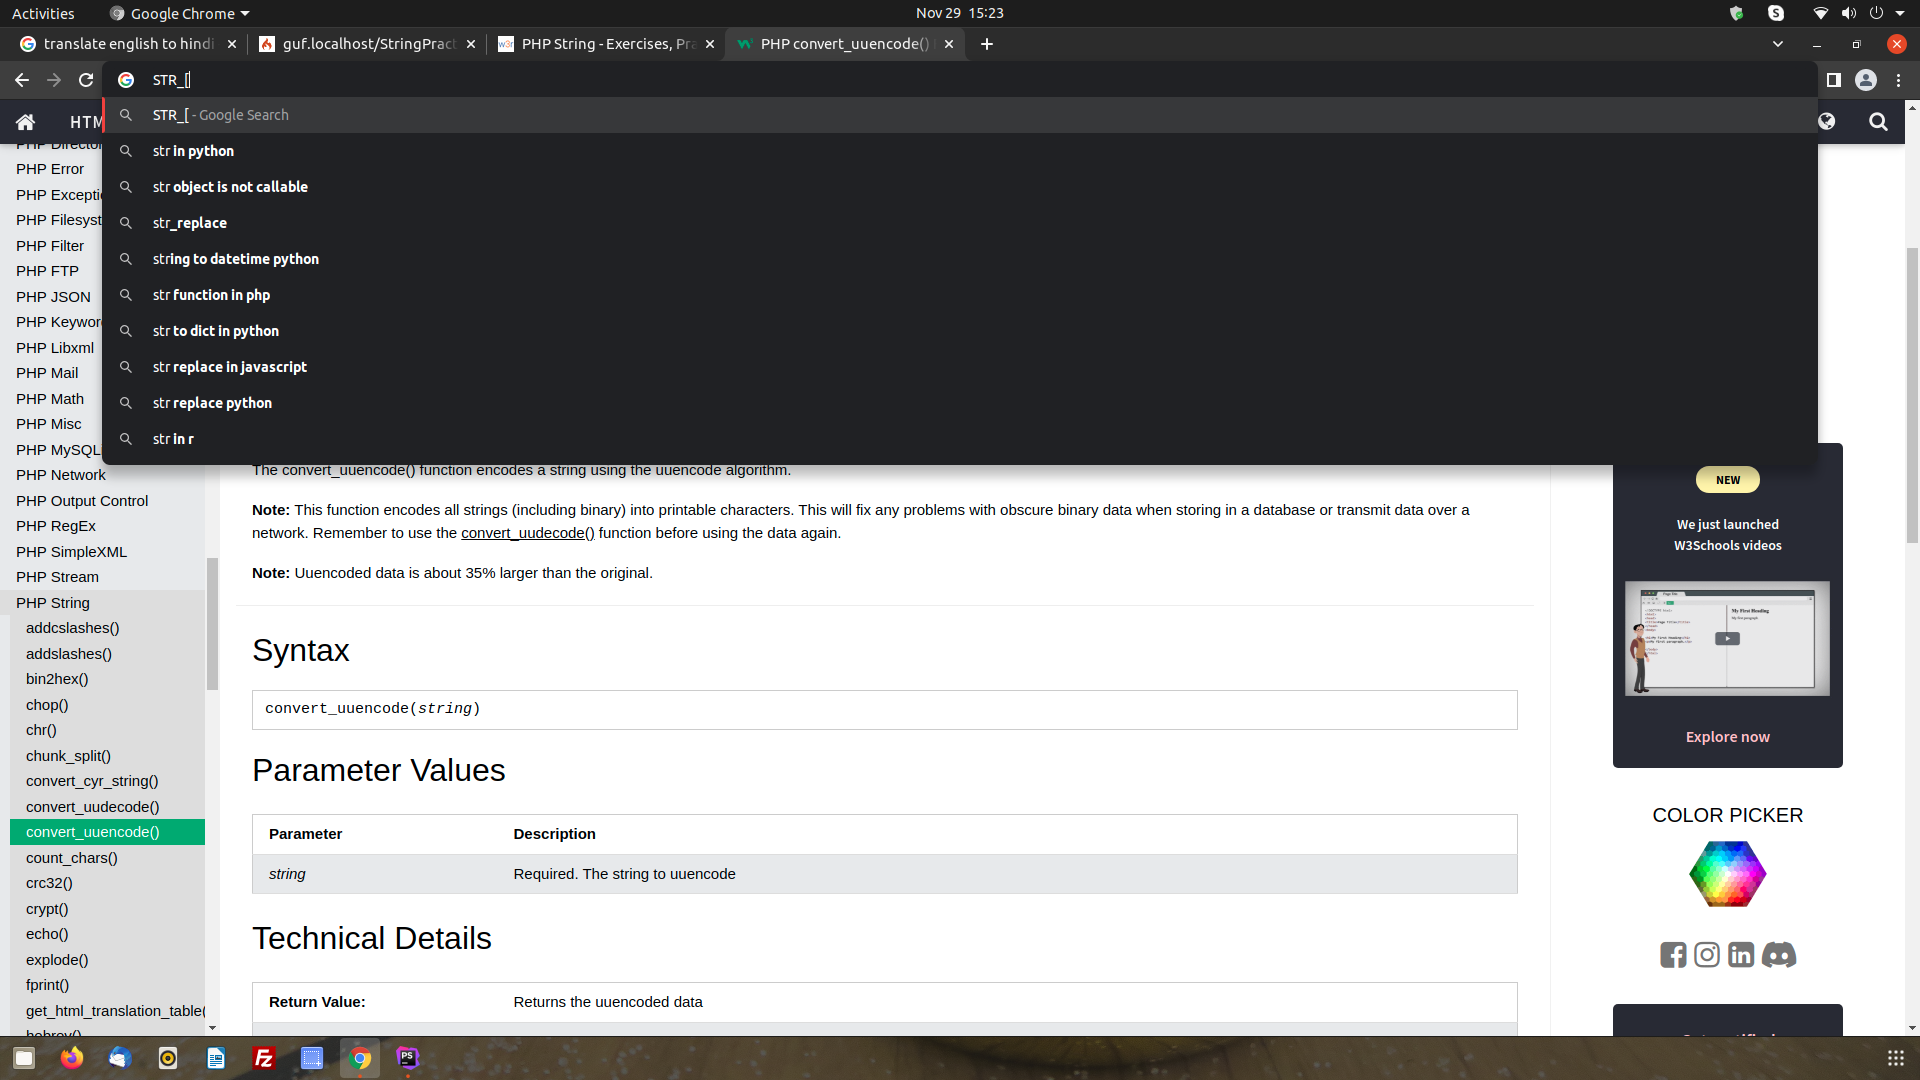 Activities
Google Chrome
Nov 29 15:23
translate english to hindi
guf.localhost/StringPract
PHP String - Exercises, Pra
PHP convert_uuencode()
STR_[
STR_[ - Google Search
str in python
str object is not callable
str_replace
string to datetime python
str function in php
str to dict in python
str replace in javascript
str replace python
str in r
HTM
PHP Director
PHP Error
PHP Exceptio
PHP Filesyst
PHP Filter
PHP FTP
PHP JSON
PHP Keyword
PHP Libxml
PHP Mail
PHP Math
PHP Misc
PHP MySQLi
PHP Network
PHP Output Control
PHP RegEx
PHP SimpleXML
PHP Stream
PHP String
addcslashes()
addslashes()
bin2hex()
chop()
chr()
chunk_split()
convert_cyr_string()
convert_uudecode()
convert_uuencode()
count_chars()
crc32()
crypt()
echo()
explode()
fprint()
get_html_translation_table(
hebrev()
The convert_uuencode() function encodes a string using the uuencode algorithm.
Note: This function encodes all strings (including binary) into printable characters. This will fix any problems with obscure binary data when storing in a database or transmit data over a
network. Remember to use the convert_uudecode() function before using the data again.
Note: Uuencoded data is about 35% larger than the original.
Syntax
convert_uuencode(string)
Parameter Values
Parameter Description
string Required. The string to uuencode
Technical Details
Return Value: Returns the uuencoded data
NEW
We just launched
W3Schools videos
My First Heading
Explore now
COLOR PICKER